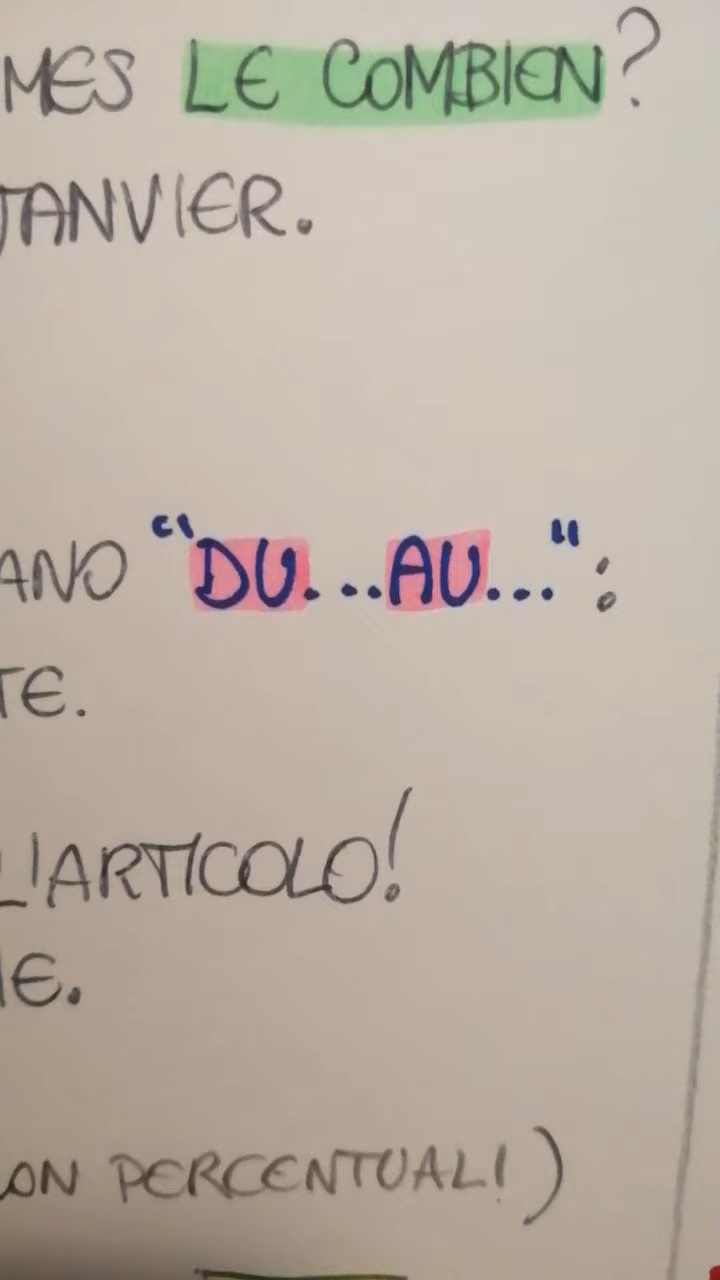 MES LE COMBIEN?
JANVIER.
ANO "DU...AU...":
TE.
L'ARTICOLO!
IE.
ON PERCENTUALI)